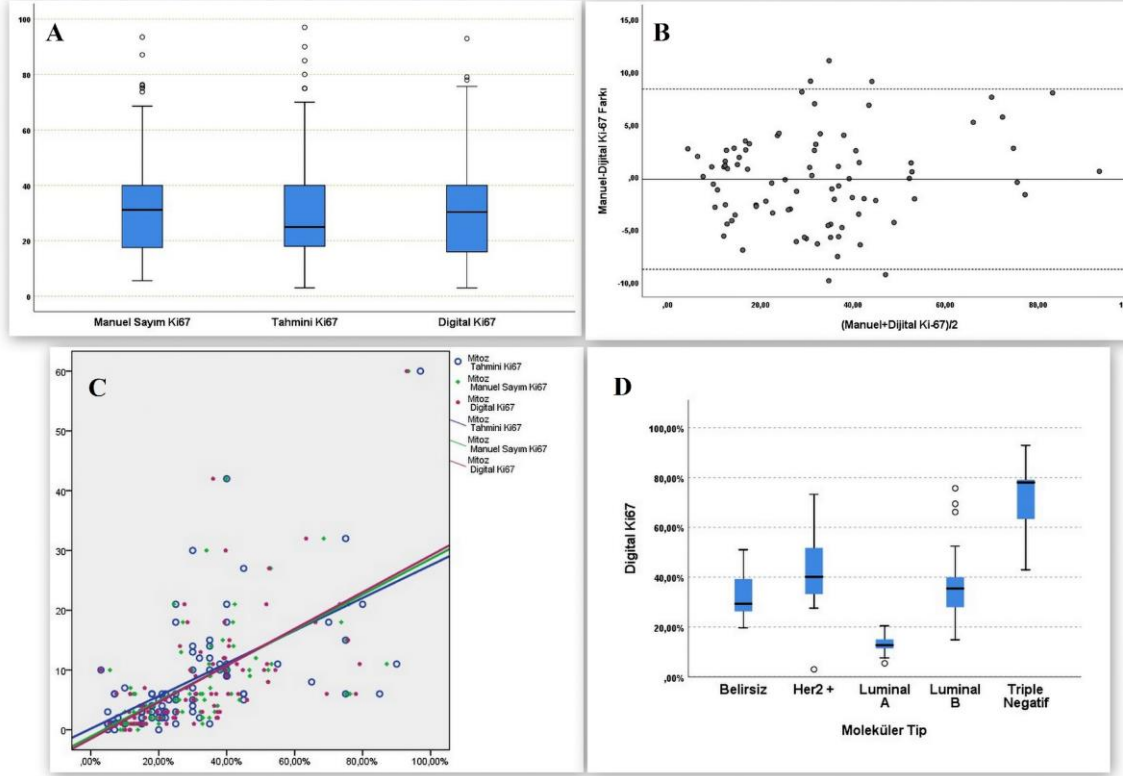 A
100
80
60
40
20
0
Manuel Sayım Ki67
Tahmini Ki67
Digital Ki67
B
Manuel-Dijital Ki-67 Farkı
15,00
10,00
5,00
,00
-5,00
-10,00
,00
20,00
40,00
60,00
80,00
1
(Manuel+Dijital Ki-67)/2
C
60
50
40
30
20
10
0
,00%
20,00%
40,00%
60,00%
80,00%
100,00%
Mitoz
Tahmini Ki67
Mitoz
Manuel Sayım Ki67
Mitoz
Digital Ki67
Mitoz
Tahmini Ki67
Mitoz
Manuel Sayım Ki67
Mitoz
Digital Ki67
D
Digital Ki67
100,00%
80,00%
60,00%
40,00%
20,00%
,00%
Belirsiz
Her2 +
Luminal
A
Luminal
B
Triple
Negatif
Moleküler Tip